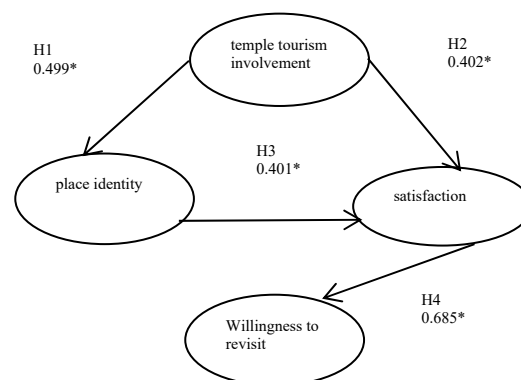 H1
0.499*
temple tourism
involvement
H2
0.402*
H3
0.401*
place identity
satisfaction
H4
0.685*
Willingness to
revisit